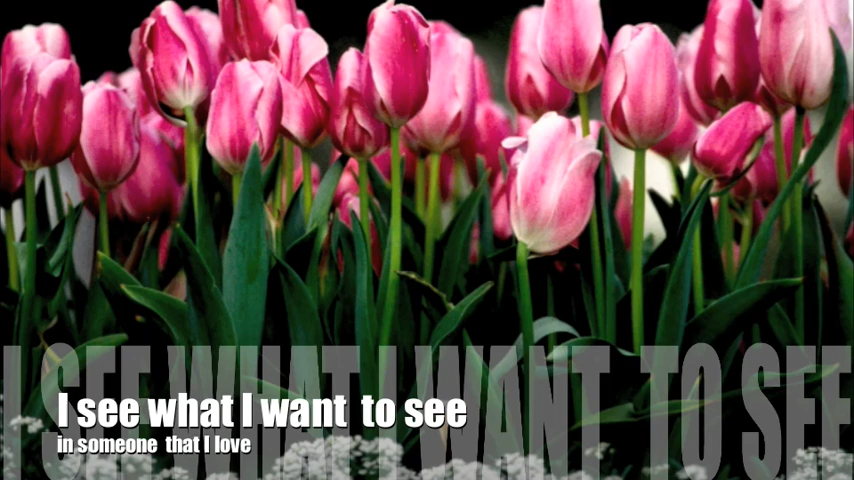 I SEE WHAT I WANT TO SEE
I see what I want to see
in someone that I love